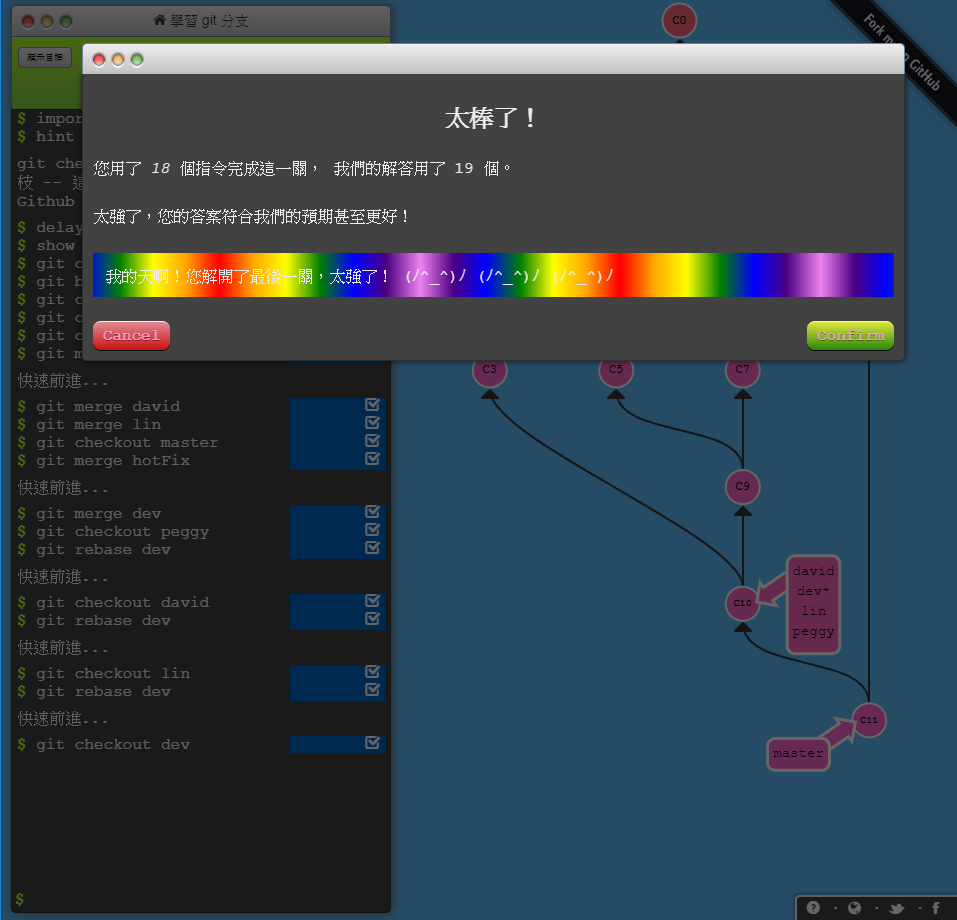 學習 git 分支
C0
Fork me on GitHub
顯示目標
$ impor
$ hint
git che
枝 -- 這
Github
$ delay
$ show
$ git c
$ git b
$ git c
$ git c
$ git c
$ git m
太棒了！
您用了 18 個指令完成這一關， 我們的解答用了 19 個。
太強了，您的答案符合我們的預期甚至更好！
我的天啊！您解開了最後一關，太強了！ (/^_^)/ (/^_^)/ (/^_^)/
Cancel
Confirm
快速前進...
$ git merge david
$ git merge lin
$ git checkout master
$ git merge hotFix
快速前進...
$ git merge dev
$ git checkout peggy
$ git rebase dev
快速前進...
$ git checkout david
$ git rebase dev
快速前進...
$ git checkout lin
$ git rebase dev
快速前進...
$ git checkout dev
$
C3
C5
C7
C9
C10
david
dev*
lin
peggy
C11
master